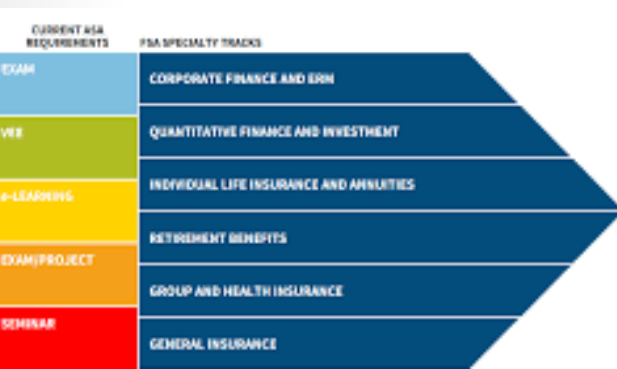 CURRENT ASA
REQUIREMENTS
FSA SPECIALTY TRACKS
EXAM
VEE
e-LEARNING
EXAM/PROJECT
SEMINAR
CORPORATE FINANCE AND ERM
QUANTITATIVE FINANCE AND INVESTMENT
INDIVIDUAL LIFE INSURANCE AND ANNUITIES
RETIREMENT BENEFITS
GROUP AND HEALTH INSURANCE
GENERAL INSURANCE